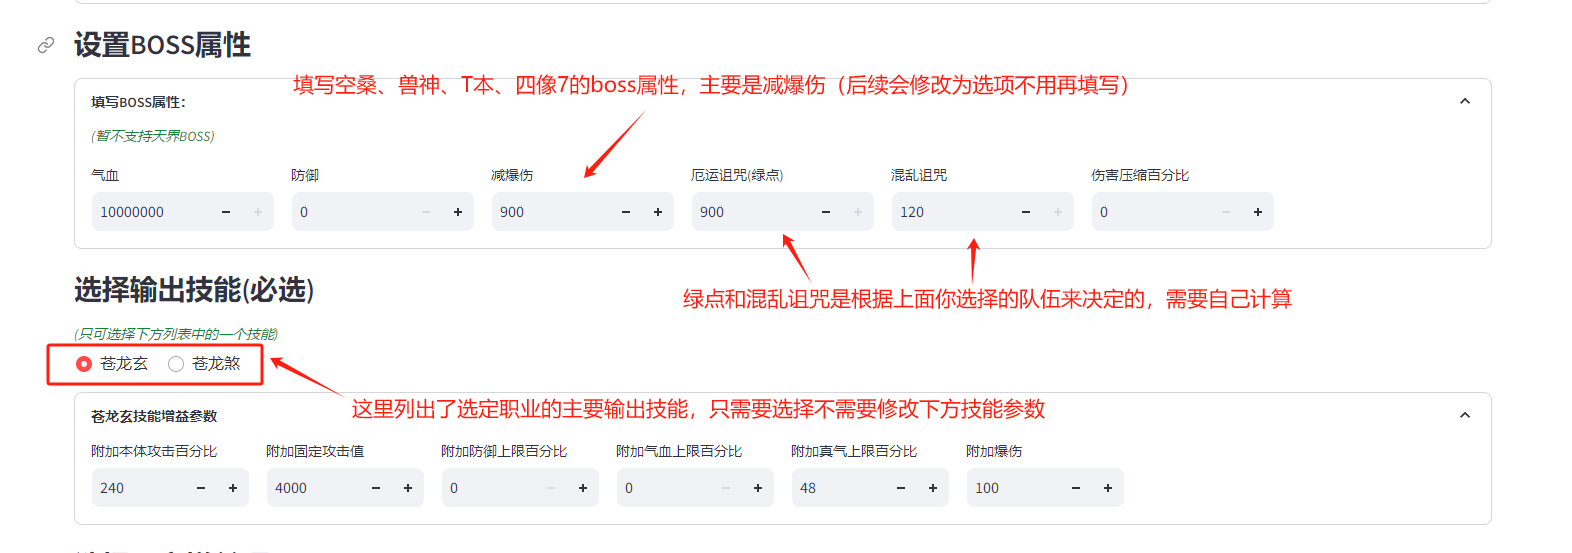 设置BOSS属性
填写空桑、兽神、T本、四像7的boss属性，主要是减爆伤（后续会修改为选项不用再填写）
填写BOSS属性：
(暂不支持天界BOSS)
气血 防御 减爆伤 厄运诅咒(绿点) 混乱诅咒 伤害压缩百分比
10000000 0 900 900 120 0
选择输出技能(必选)
绿点和混乱诅咒是根据上面你选择的队伍来决定的，需要自己计算
(只可选择下方列表中的一个技能)
苍龙玄 苍龙煞
这里列出了选定职业的主要输出技能，只需要选择不需要修改下方技能参数
苍龙玄技能增益参数
附加本体攻击百分比 附加固定攻击值 附加防御上限百分比 附加气血上限百分比 附加真气上限百分比 附加爆伤
240 4000 0 0 48 100